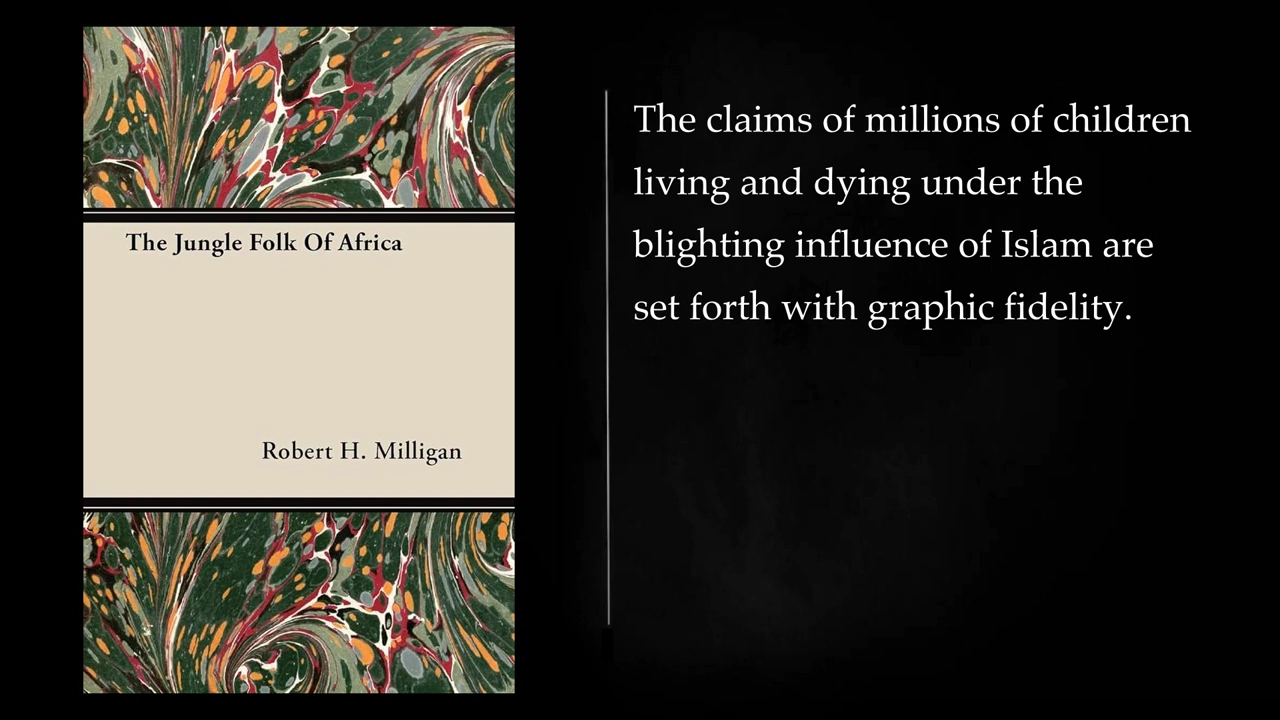 The Jungle Folk Of Africa
Robert H. Milligan
The claims of millions of children
living and dying under the
blighting influence of Islam are
set forth with graphic fidelity.